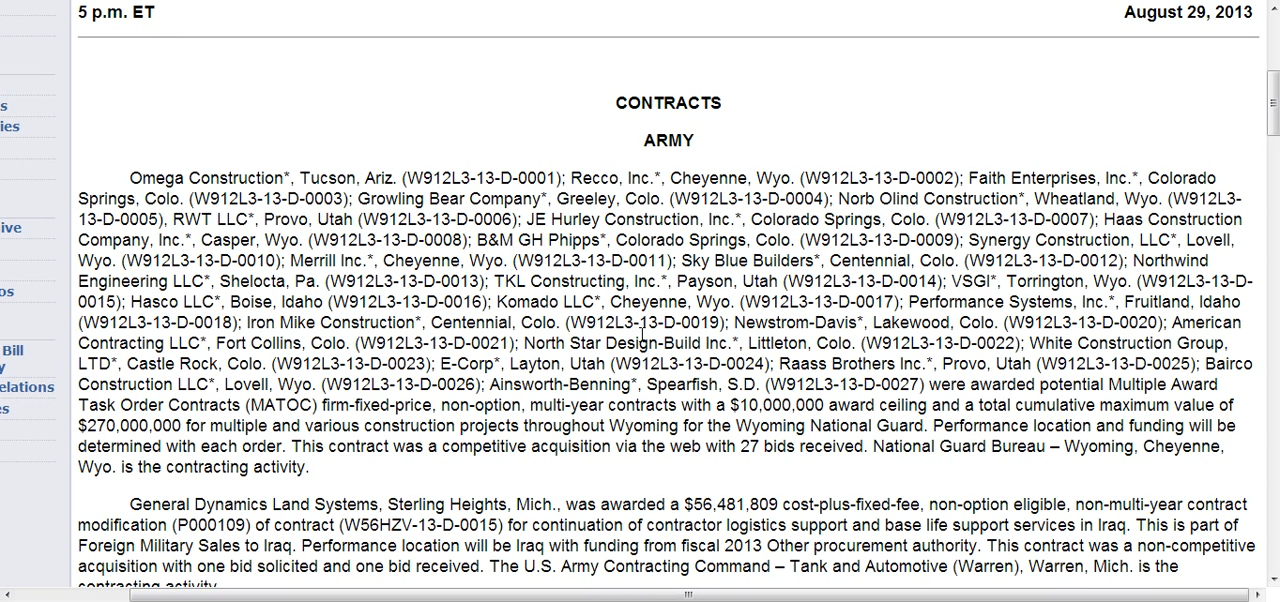 5 p.m. ET
August 29, 2013
CONTRACTS
ARMY
Omega Construction*, Tucson, Ariz. (W912L3-13-D-0001); Recco, Inc.*, Cheyenne, Wyo. (W912L3-13-D-0002); Faith Enterprises, Inc.*, Colorado
Springs, Colo. (W912L3-13-D-0003); Growling Bear Company*, Greeley, Colo. (W912L3-13-D-0004); Norb Olind Construction*, Wheatland, Wyo. (W912L3-
13-D-0005), RWT LLC*, Provo, Utah (W912L3-13-D-0006); JE Hurley Construction, Inc.*, Colorado Springs, Colo. (W912L3-13-D-0007); Haas Construction
Company, Inc.*, Casper, Wyo. (W912L3-13-D-0008); B&M GH Phipps*, Colorado Springs, Colo. (W912L3-13-D-0009); Synergy Construction, LLC*, Lovell,
Wyo. (W912L3-13-D-0010); Merrill Inc.*, Cheyenne, Wyo. (W912L3-13-D-0011); Sky Blue Builders*, Centennial, Colo. (W912L3-13-D-0012); Northwind
Engineering LLC*, Shelocta, Pa. (W912L3-13-D-0013); TKL Constructing, Inc.*, Payson, Utah (W912L3-13-D-0014); VSGI*, Torrington, Wyo. (W912L3-13-D-
0015); Hasco LLC*, Boise, Idaho (W912L3-13-D-0016); Komado LLC*, Cheyenne, Wyo. (W912L3-13-D-0017); Performance Systems, Inc.*, Fruitland, Idaho
(W912L3-13-D-0018); Iron Mike Construction*, Centennial, Colo. (W912L3-13-D-0019); Newstrom-Davis*, Lakewood, Colo. (W912L3-13-D-0020); American
Contracting LLC*, Fort Collins, Colo. (W912L3-13-D-0021); North Star Design-Build Inc.*, Littleton, Colo. (W912L3-13-D-0022); White Construction Group,
LTD*, Castle Rock, Colo. (W912L3-13-D-0023); E-Corp*, Layton, Utah (W912L3-13-D-0024); Raass Brothers Inc.*, Provo, Utah (W912L3-13-D-0025); Bairco
Construction LLC*, Lovell, Wyo. (W912L3-13-D-0026); Ainsworth-Benning*, Spearfish, S.D. (W912L3-13-D-0027) were awarded potential Multiple Award
Task Order Contracts (MATOC) firm-fixed-price, non-option, multi-year contracts with a $10,000,000 award ceiling and a total cumulative maximum value of
$270,000,000 for multiple and various construction projects throughout Wyoming for the Wyoming National Guard. Performance location and funding will be
determined with each order. This contract was a competitive acquisition via the web with 27 bids received. National Guard Bureau – Wyoming, Cheyenne,
Wyo. is the contracting activity.
General Dynamics Land Systems, Sterling Heights, Mich., was awarded a $56,481,809 cost-plus-fixed-fee, non-option eligible, non-multi-year contract
modification (P000109) of contract (W56HZV-13-D-0015) for continuation of contractor logistics support and base life support services in Iraq. This is part of
Foreign Military Sales to Iraq. Performance location will be Iraq with funding from fiscal 2013 Other procurement authority. This contract was a non-competitive
acquisition with one bid solicited and one bid received. The U.S. Army Contracting Command – Tank and Automotive (Warren), Warren, Mich. is the
contracting activity.
s
ies
ive
os
Bill
y
elations
s